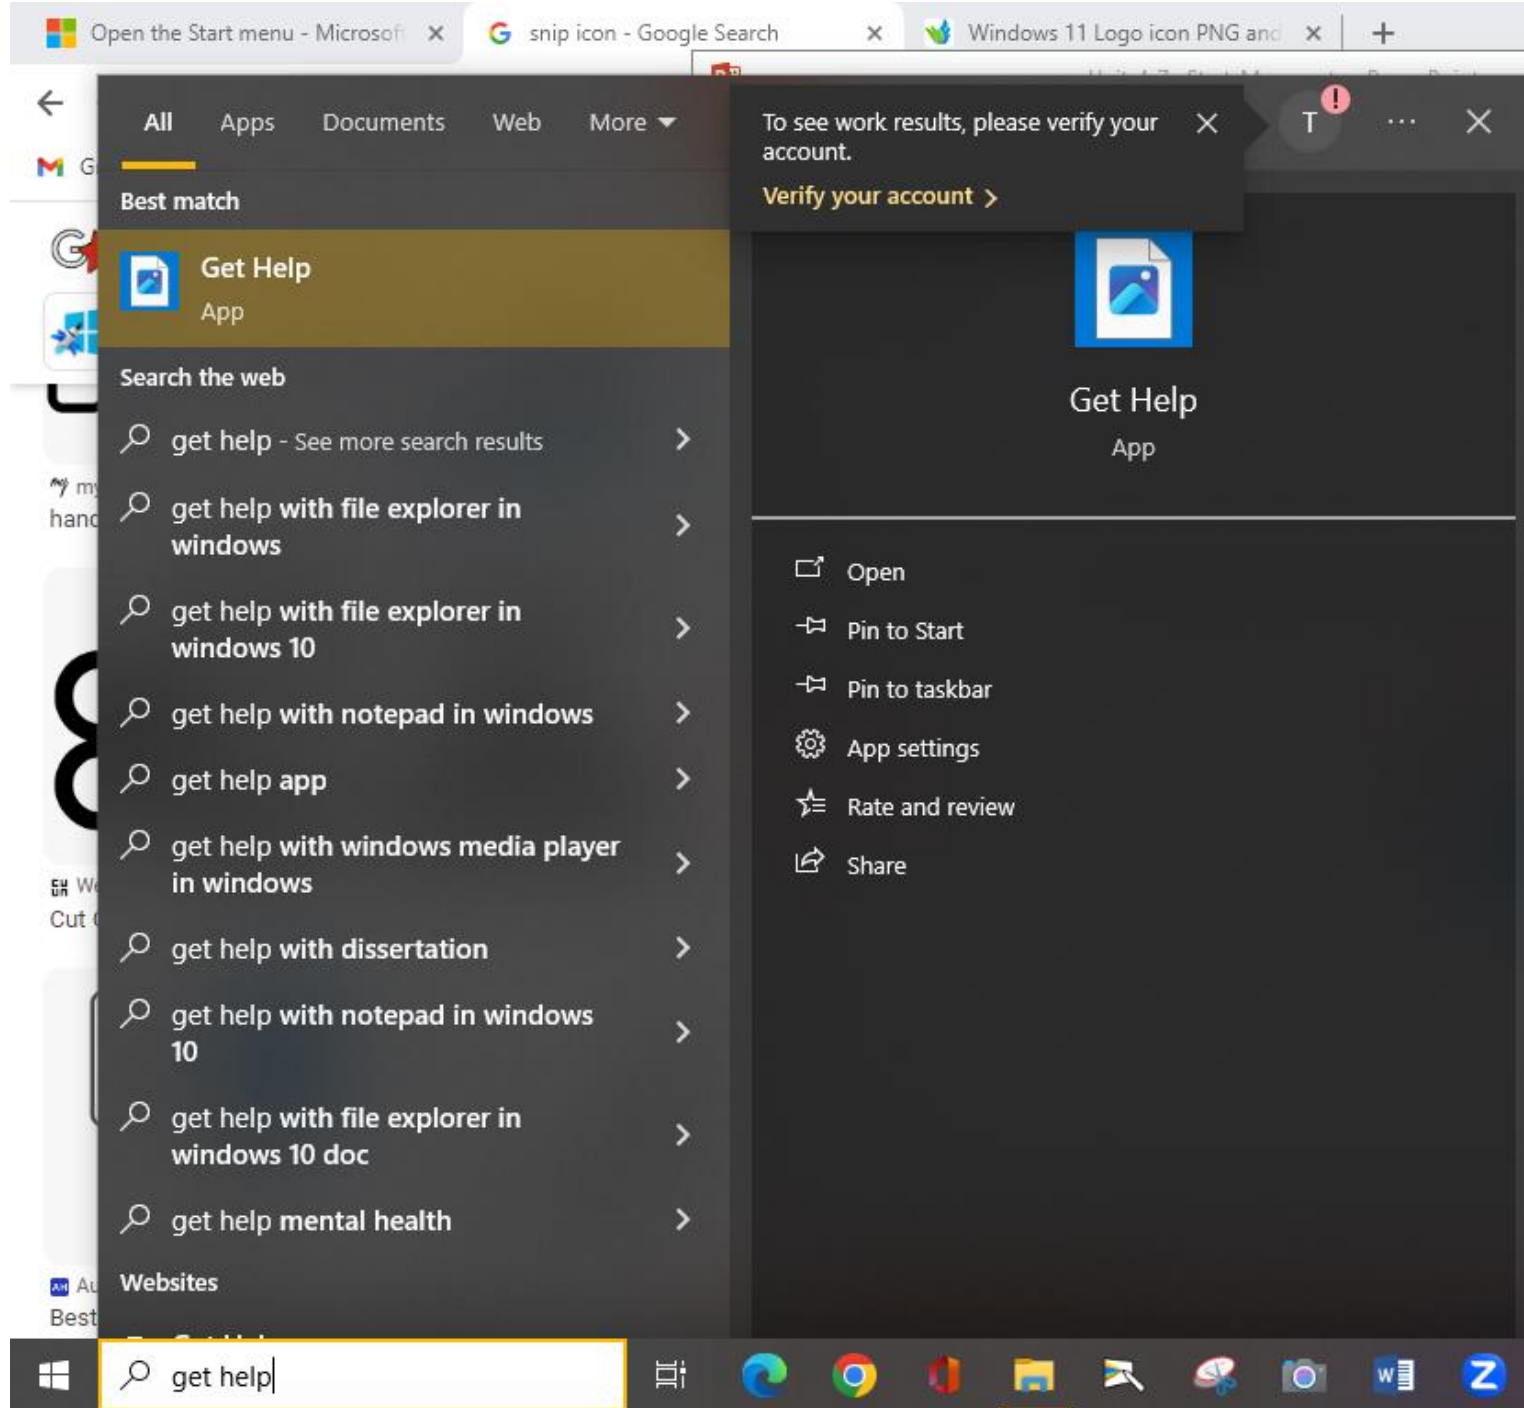 Open the Start menu - Microsof
snip icon - Google Search
Windows 11 Logo icon PNG and
All Apps Documents Web More
To see work results, please verify your
account.
Verify your account
T
G
Best match
Get Help
App
Search the web
get help - See more search results
get help with file explorer in
windows
get help with file explorer in
windows 10
get help with notepad in windows
get help app
get help with windows media player
in windows
get help with dissertation
get help with notepad in windows
10
get help with file explorer in
windows 10 doc
get help mental health
Websites
Get Help
App
Open
Pin to Start
Pin to taskbar
App settings
Rate and review
Share
my
hand
We
Cut
Au
Best
get help